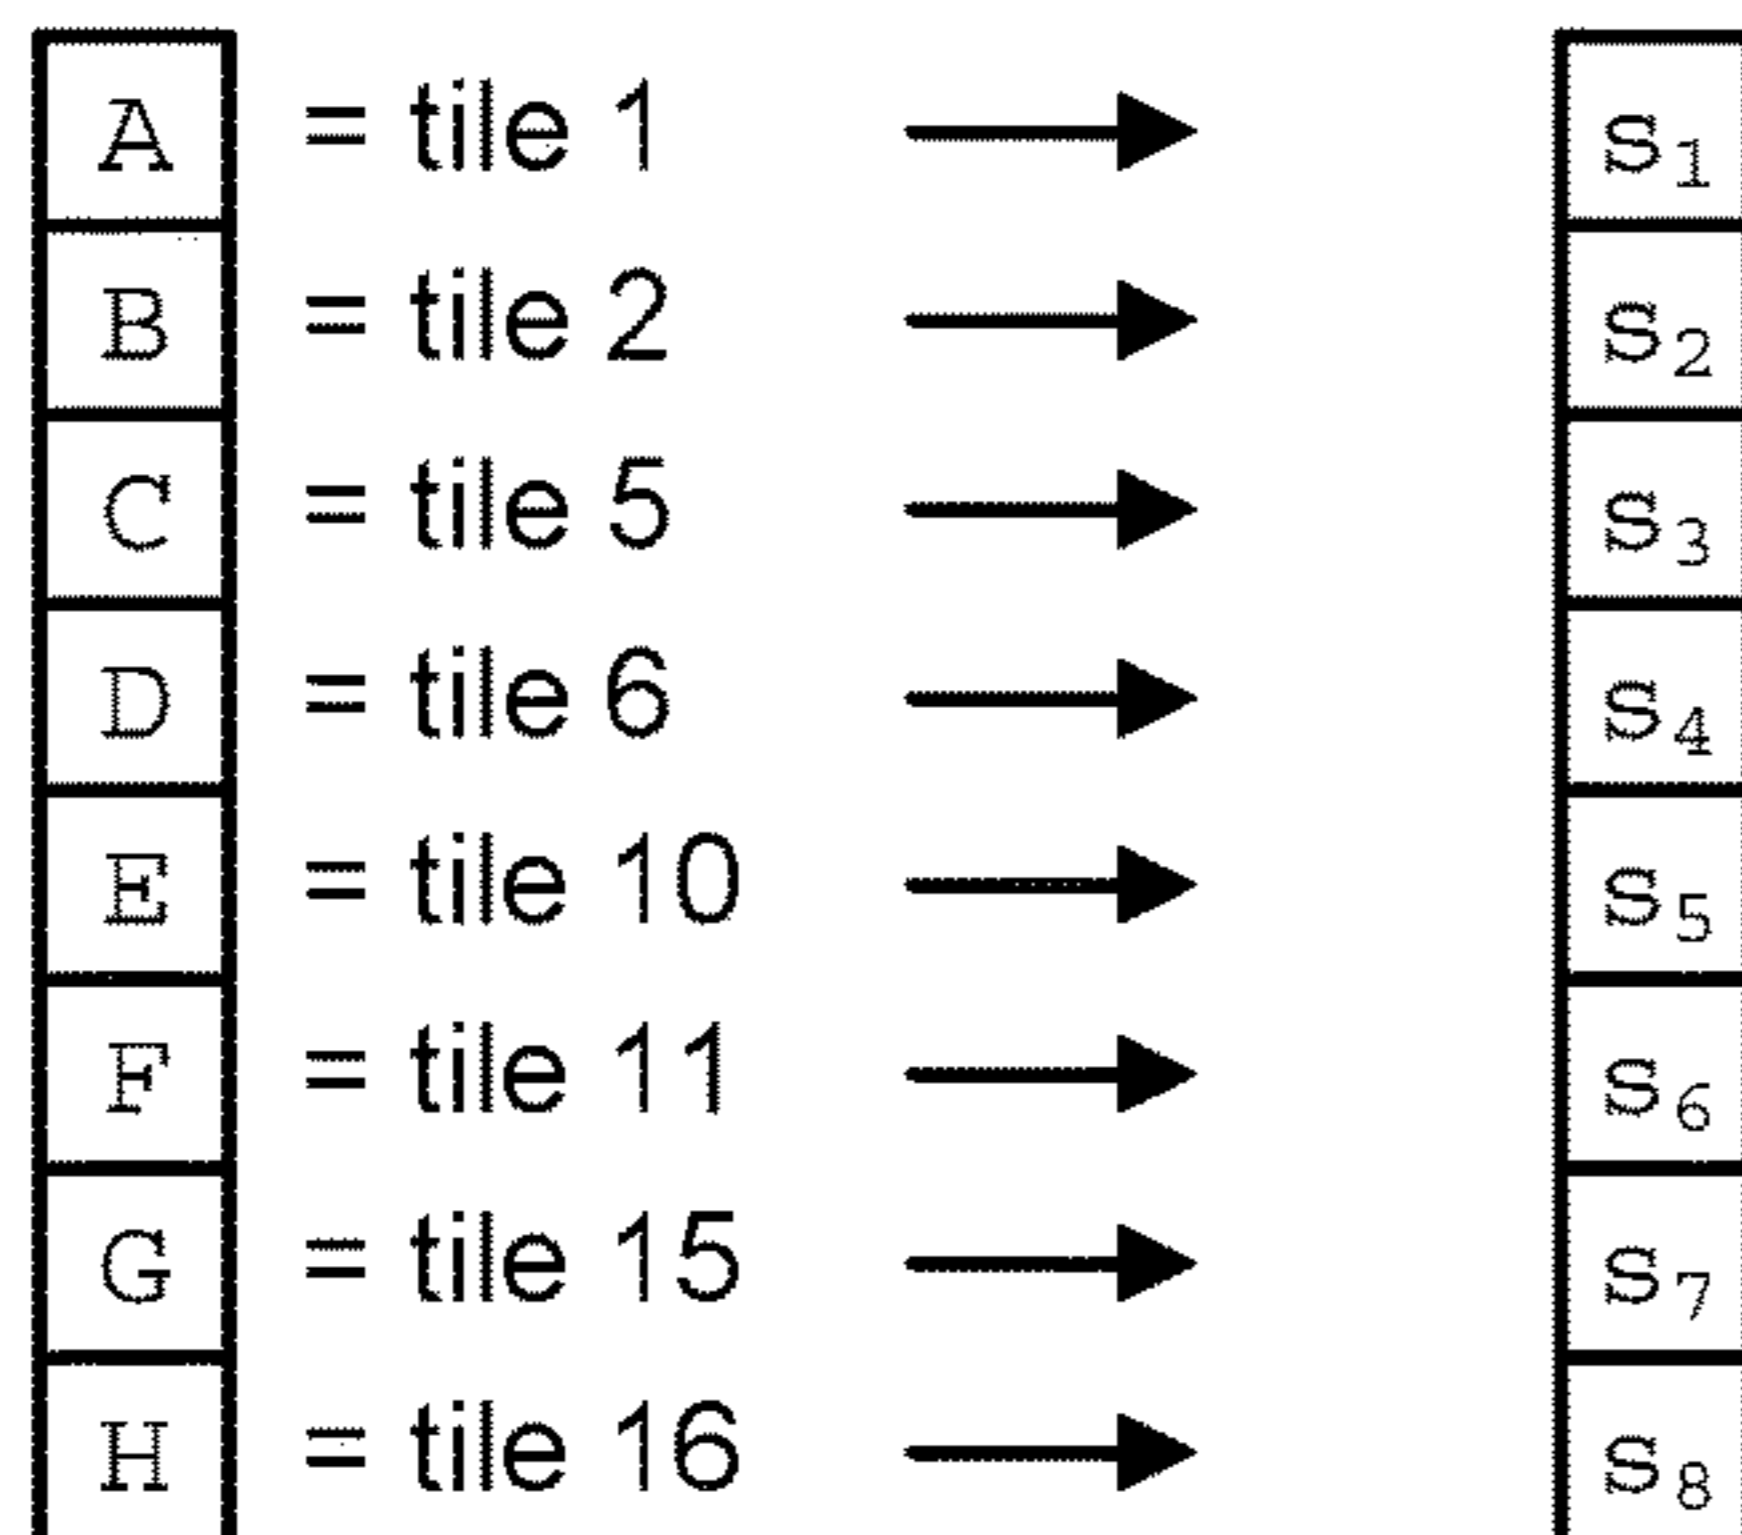 A = tile 1 S1
B = tile 2 S2
C = tile 5 S3
D = tile 6 S4
E = tile 10 S5
F = tile 11 S6
G = tile 15 S7
H = tile 16 S8